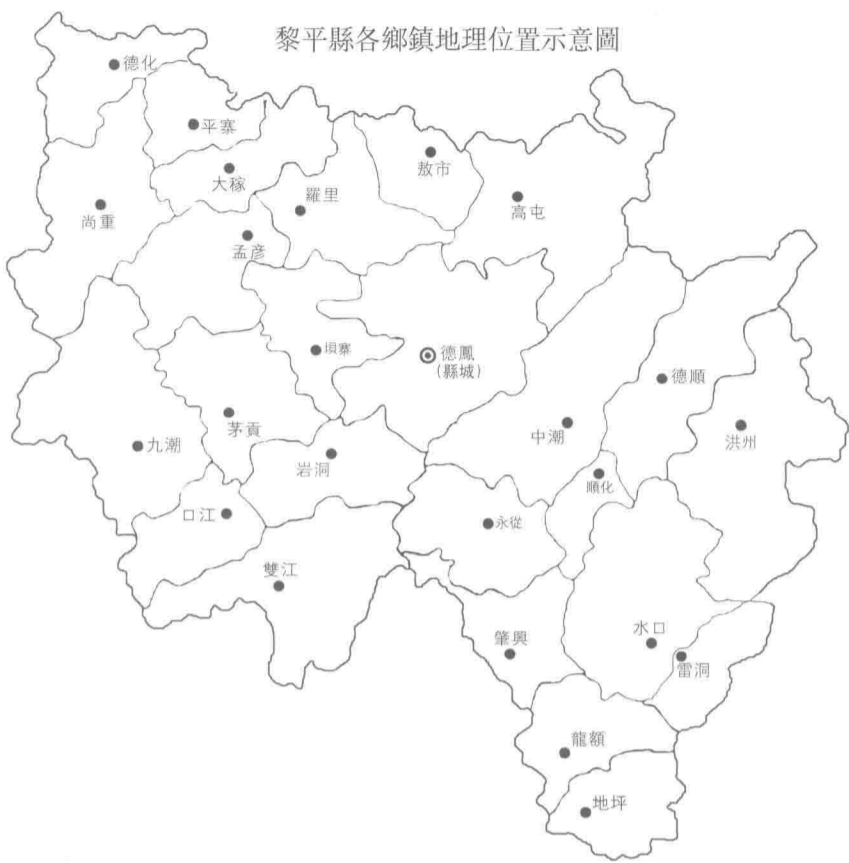 黎平縣各鄉鎮地理位置示意圖
德化
平寨
大稼
敖市
羅里
高屯
尚重
孟彥
垻寨
德鳳
(縣城)
德順
茅貢
中潮
洪州
九潮
岩洞
順化
口江
永從
雙江
肇興
水口
雷洞
龍額
地坪